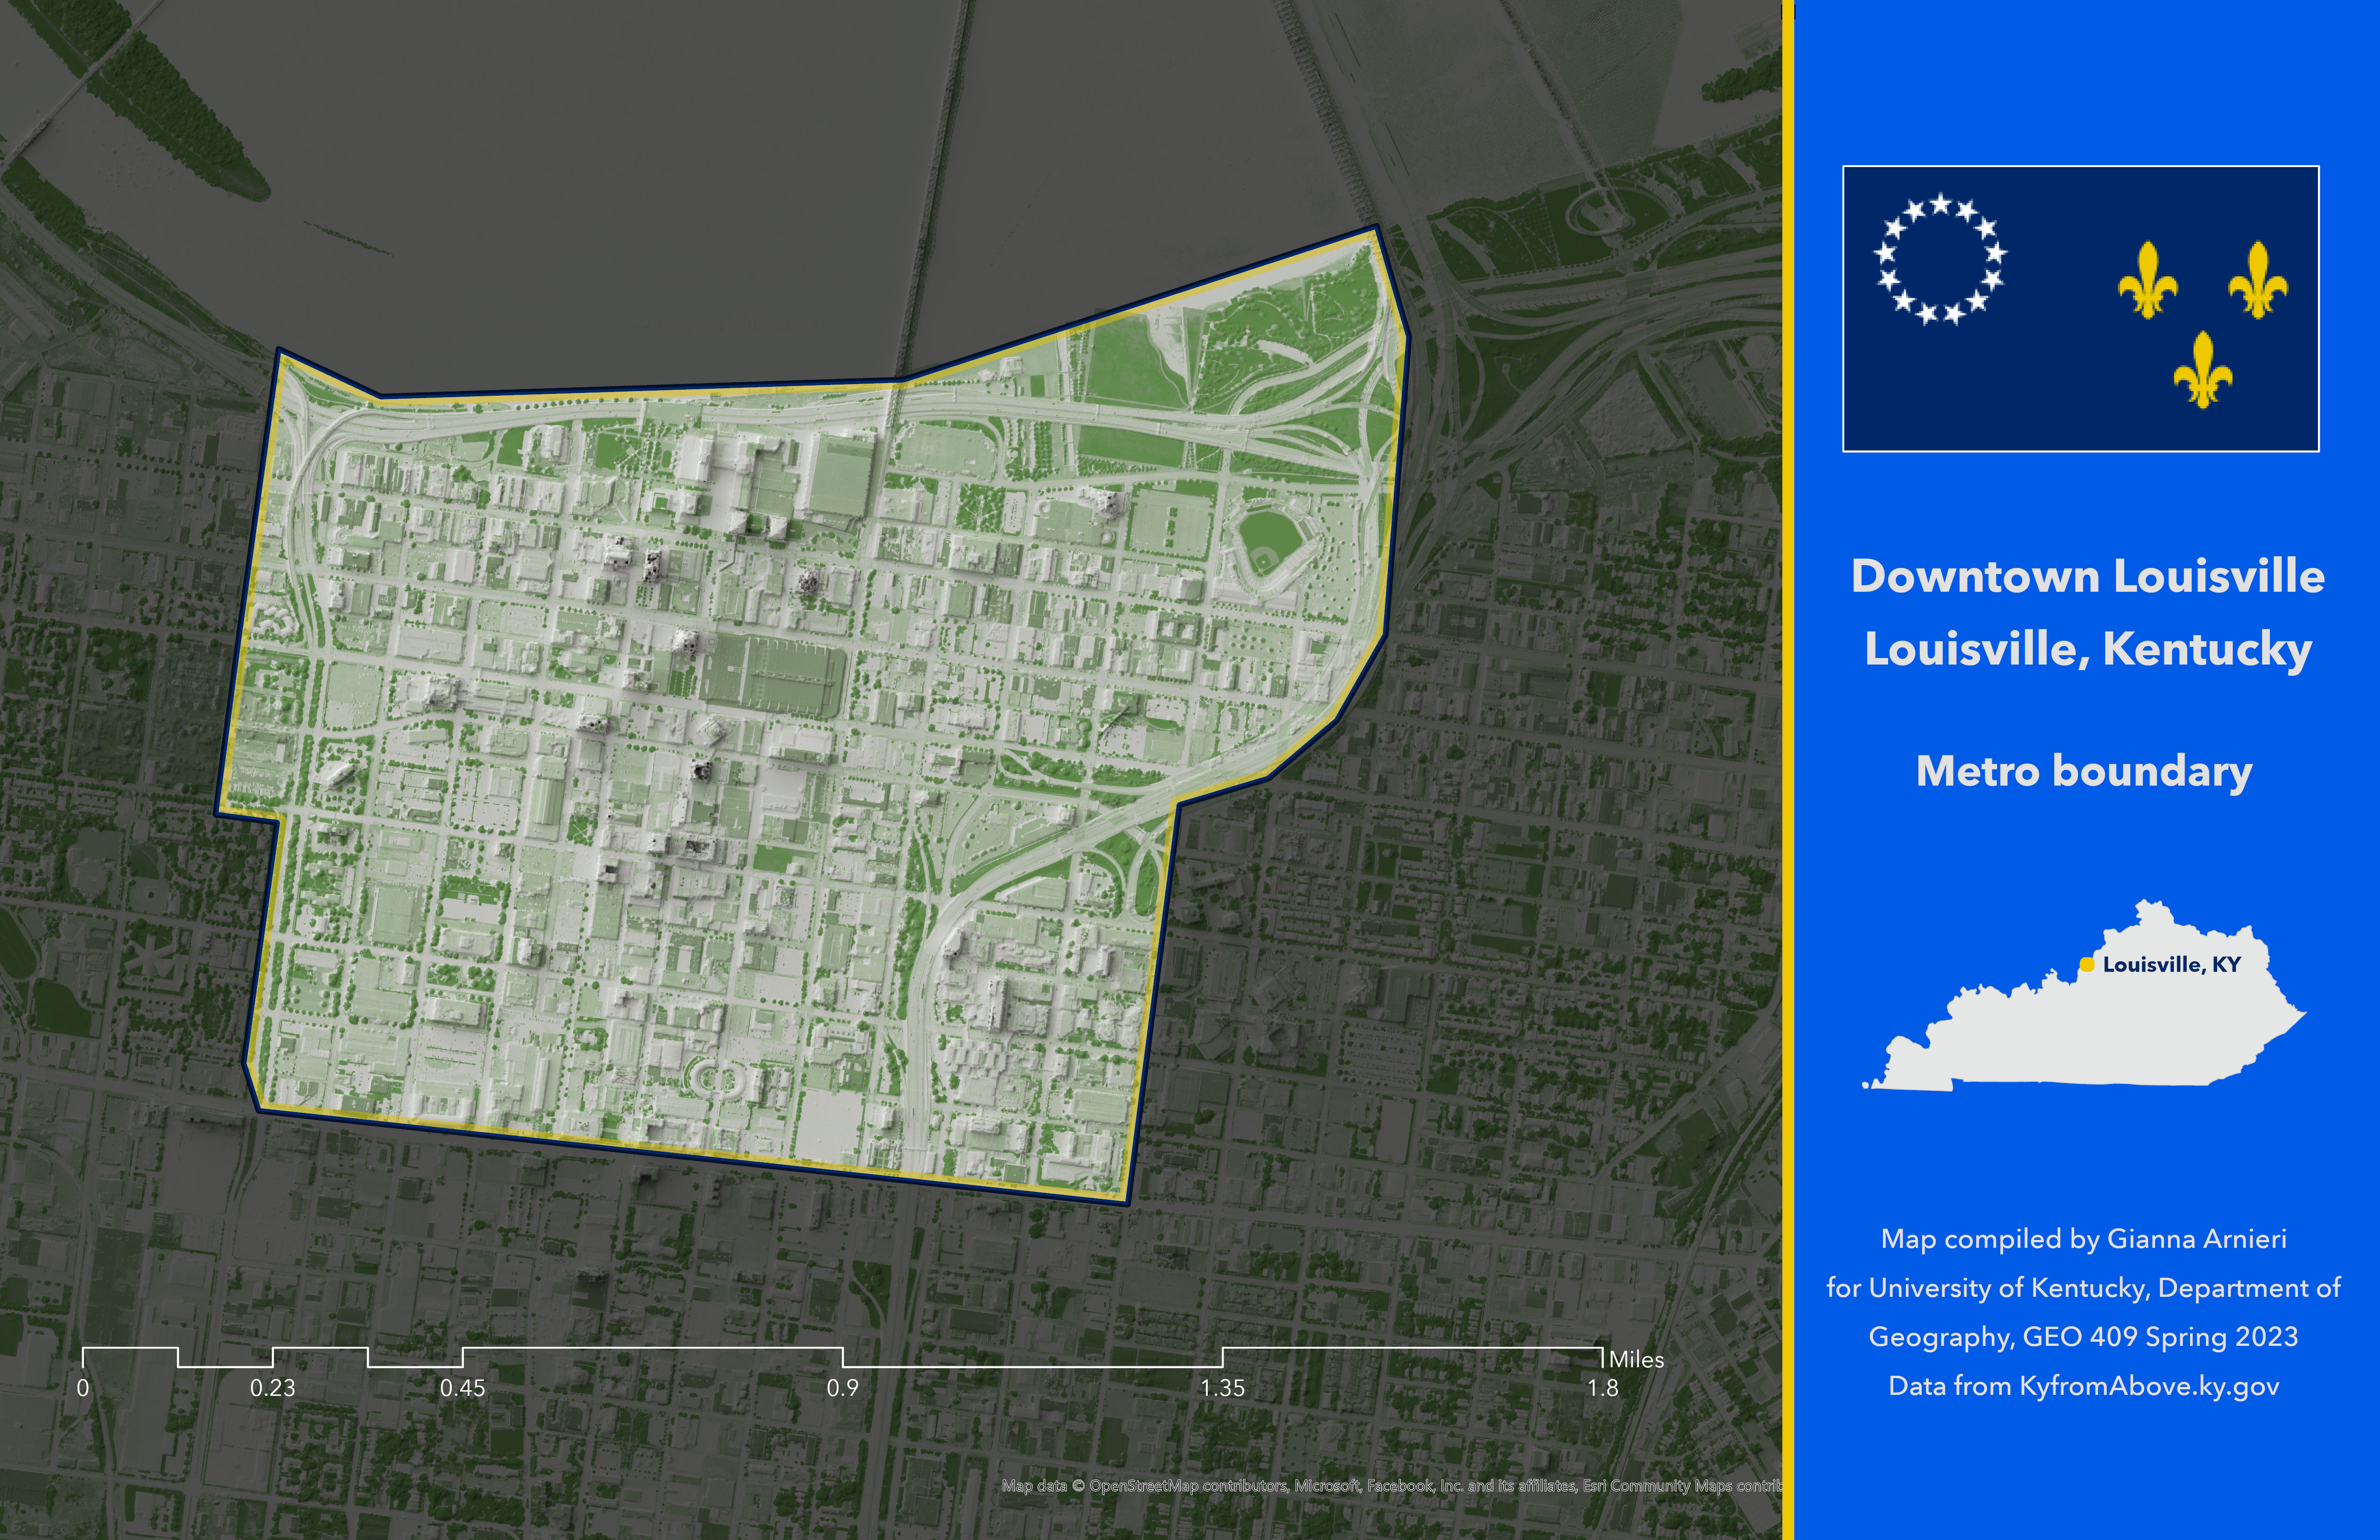 Downtown Louisville
Louisville, Kentucky
Metro boundary
Louisville, KY
Map compiled by Gianna Arnieri
for University of Kentucky, Department of
Geography, GEO 409 Spring 2023
Data from KyfromAbove.ky.gov
Miles
0 0.23 0.45 0.9 1.35 1.8
Map data © OpenStreetMap contributors, Microsoft, Facebook, Inc. and its affiliates, Esri Community Maps contrib